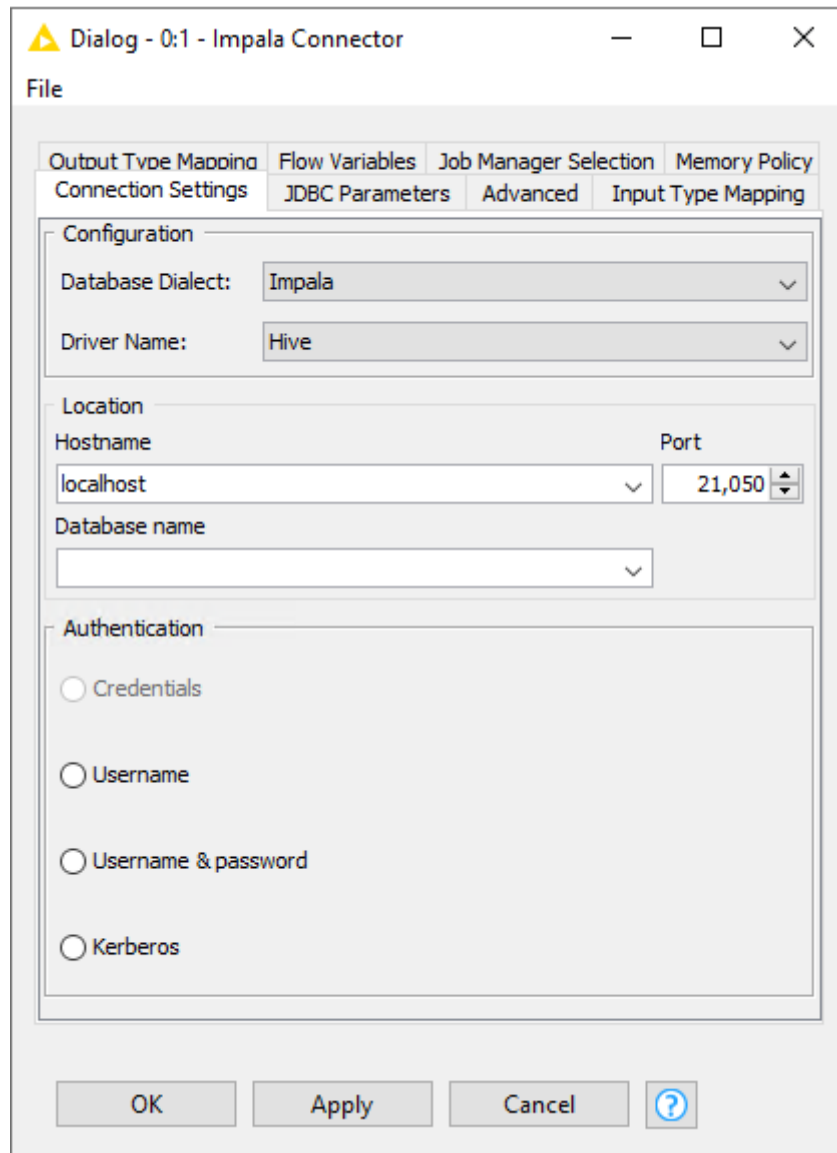 Dialog - 0:1 - Impala Connector
File
Output Type Mapping Flow Variables Job Manager Selection Memory Policy
Connection Settings JDBC Parameters Advanced Input Type Mapping
Configuration
Database Dialect: Impala
Driver Name: Hive
Location
Hostname Port
localhost 21,050
Database name
Authentication
Credentials
Username
Username & password
Kerberos
OK Apply Cancel ?